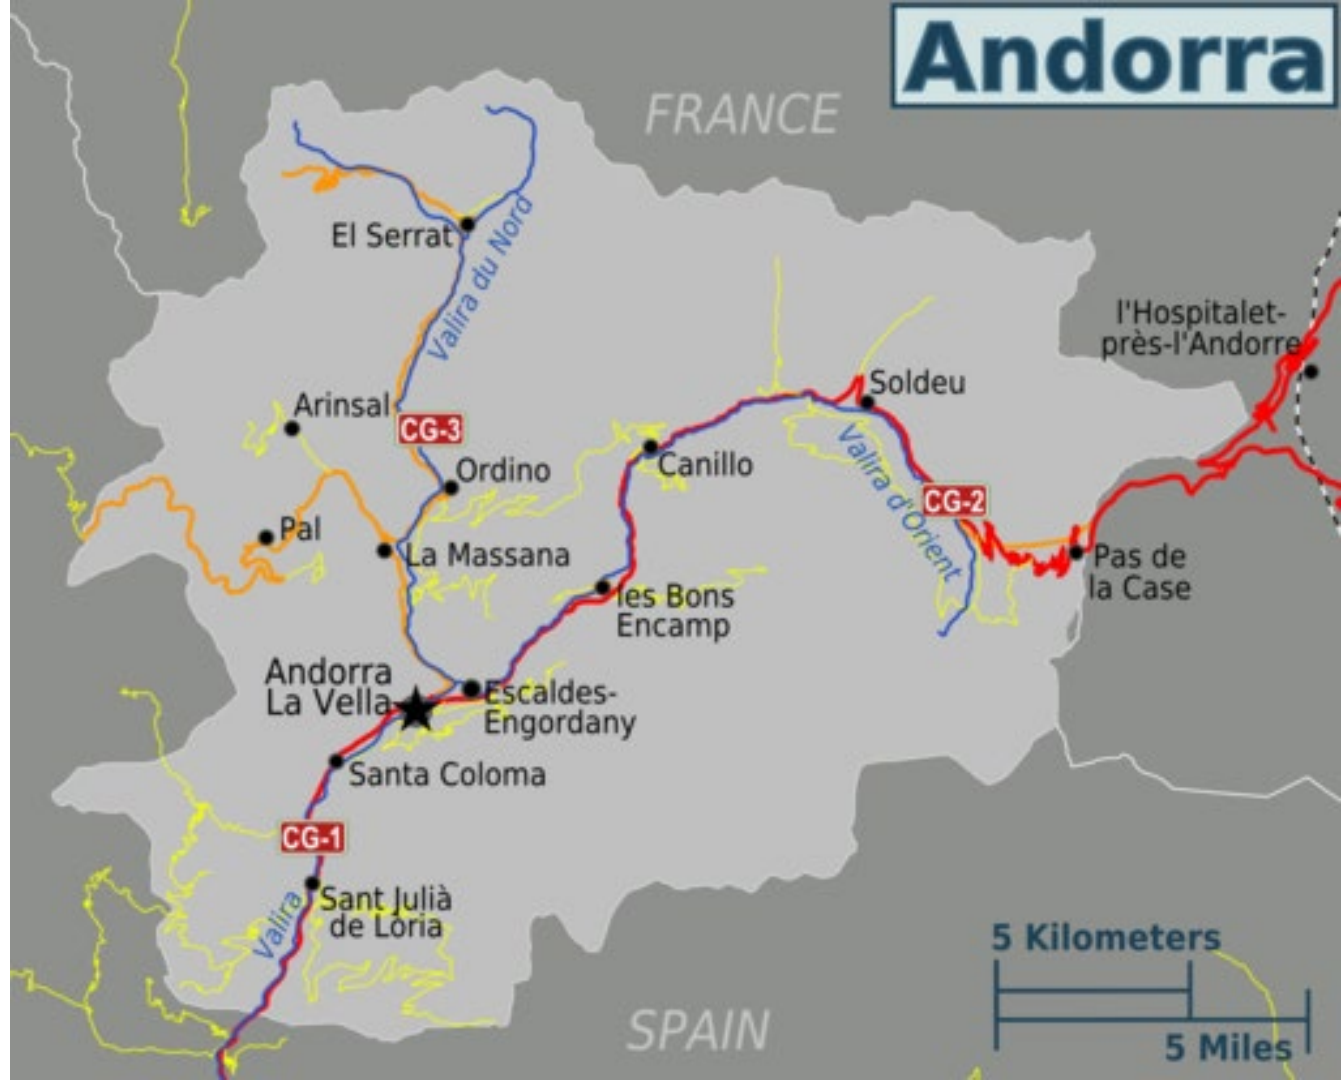 Andorra
FRANCE
El Serrat
Valira du Nord
l'Hospitalet-
près-l'Andorre
Arinsal
CG-3
Soldeu
Ordino
Canillo
Valira d'Orient
CG-2
Pal
La Massana
Pas de
la Case
les Bons
Encamp
Andorra
La Vella
Escaldes-
Engordany
Santa Coloma
CG-1
Sant Julià
de Lòria
Valira
5 Kilometers
5 Miles
SPAIN